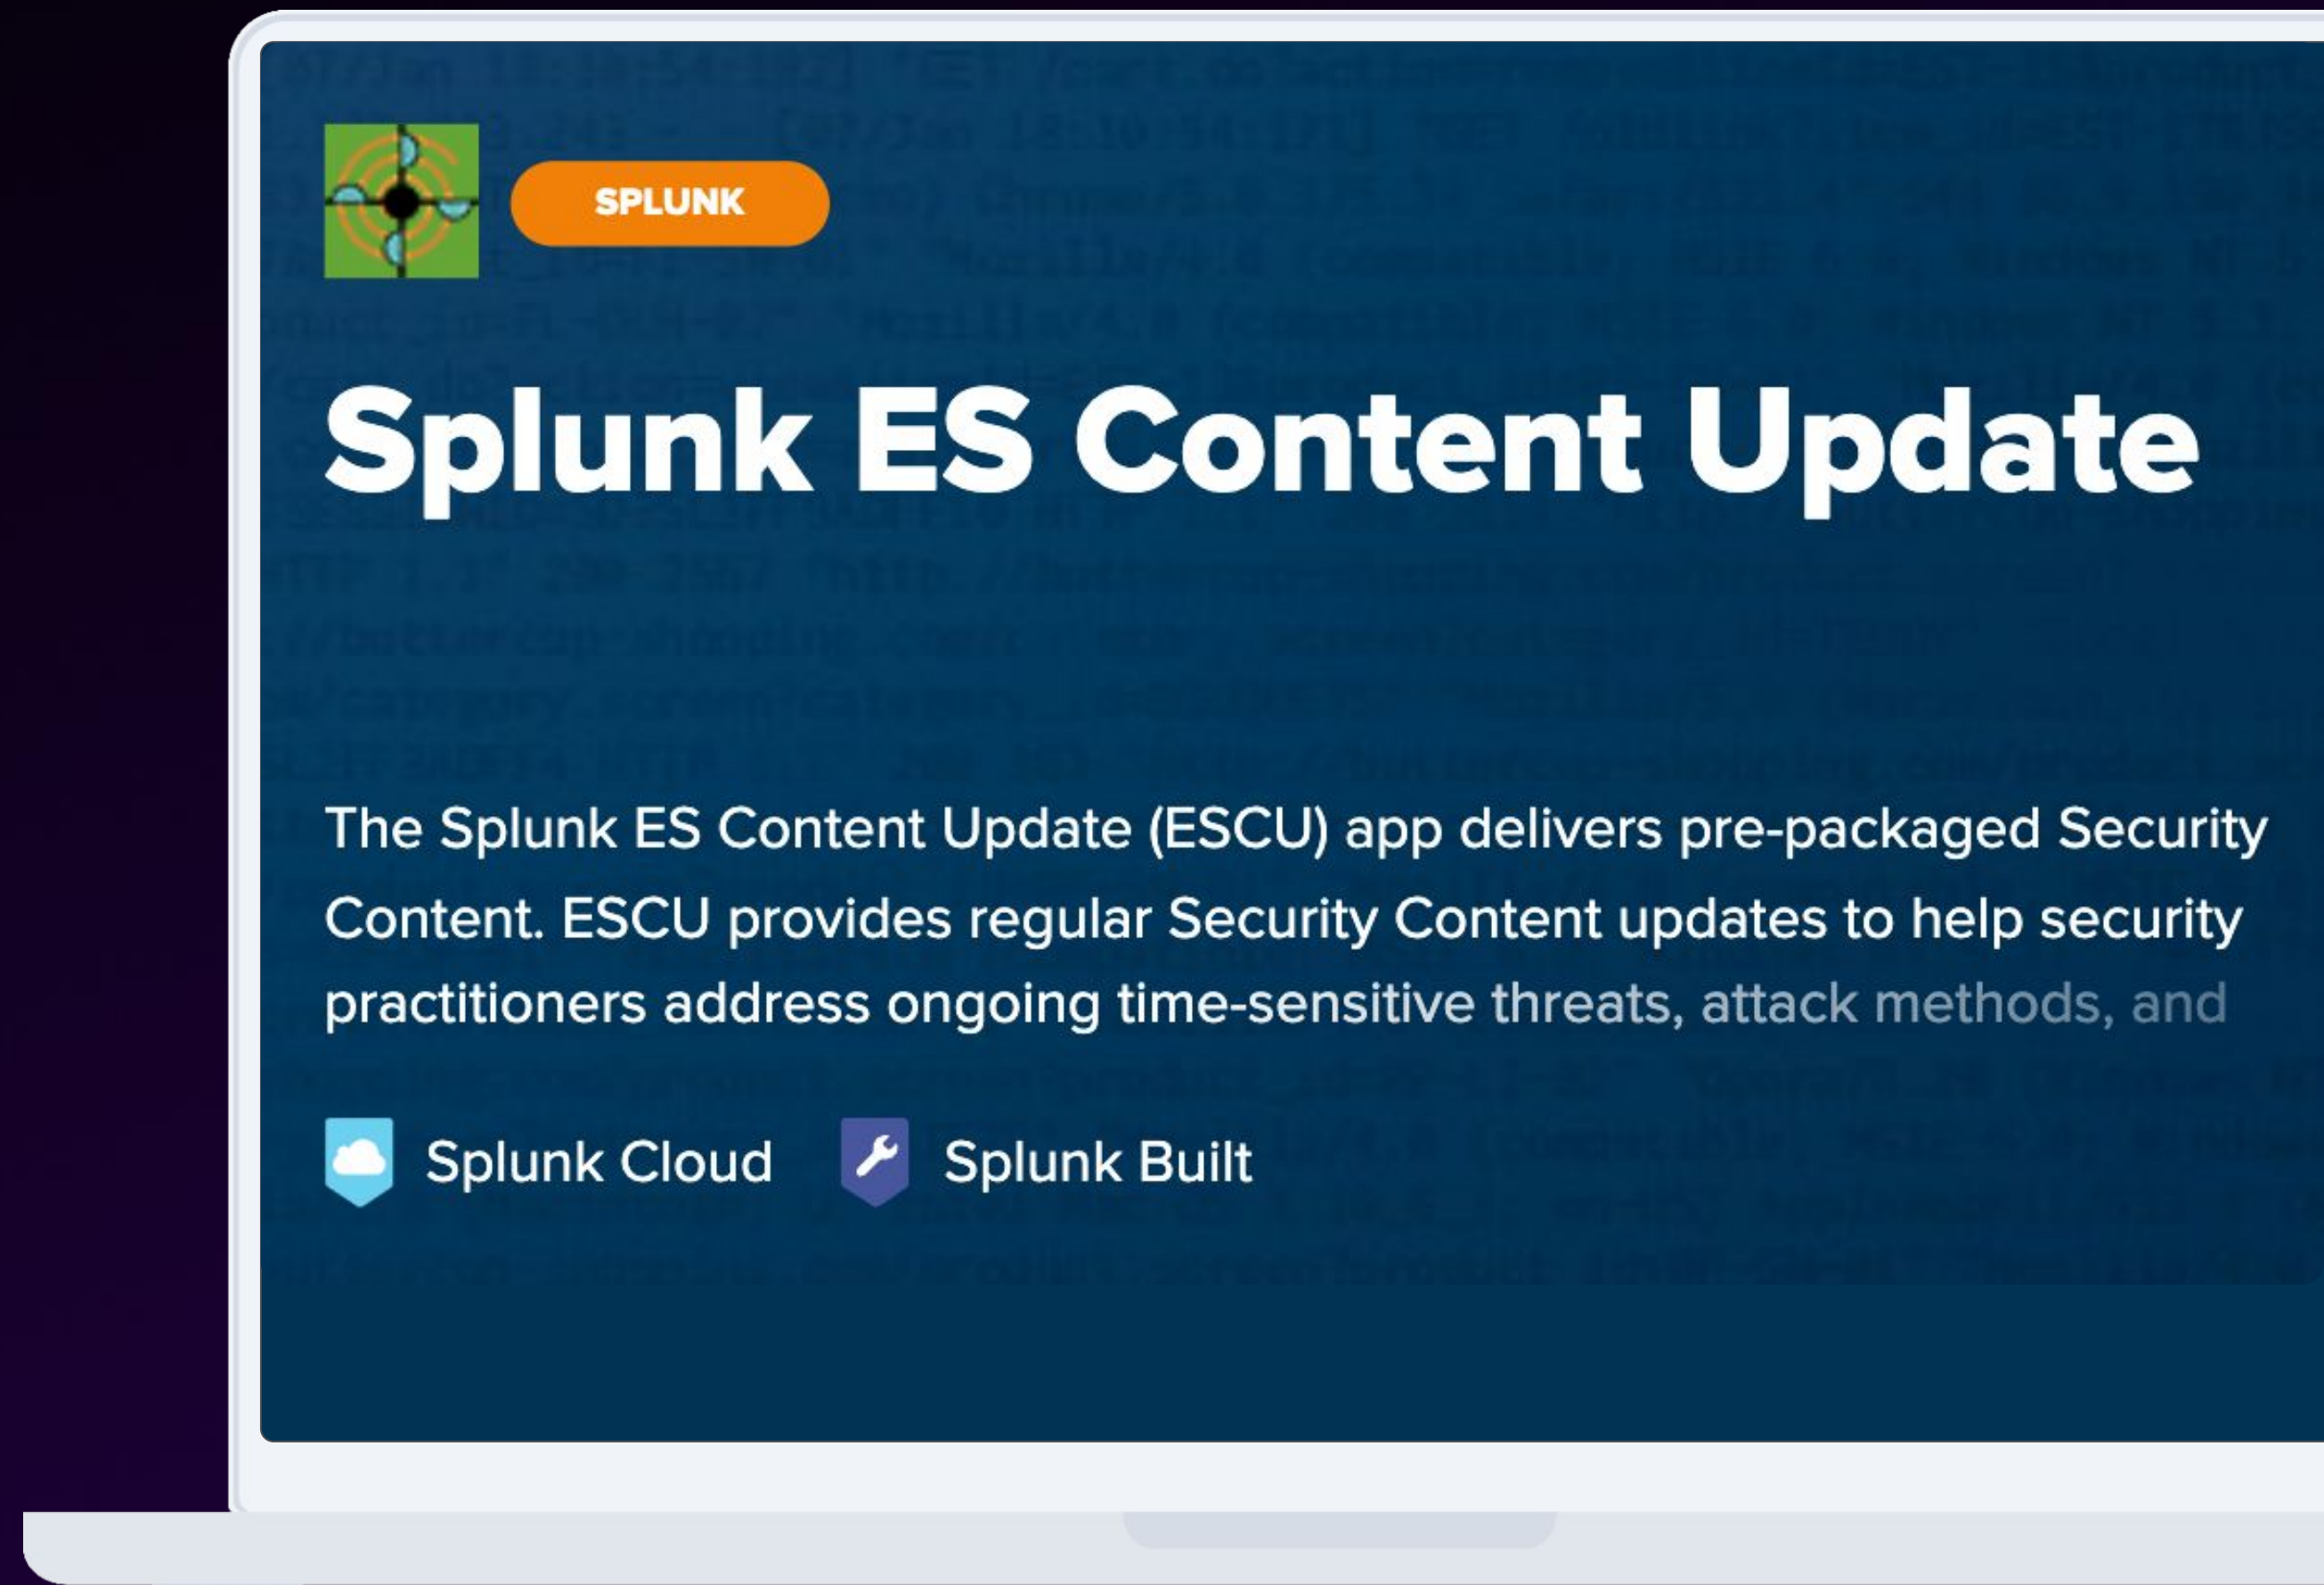 SPLUNK
Splunk ES Content Update
The Splunk ES Content Update (ESCU) app delivers pre-packaged Security
Content. ESCU provides regular Security Content updates to help security
practitioners address ongoing time-sensitive threats, attack methods, and
Splunk Cloud
Splunk Built